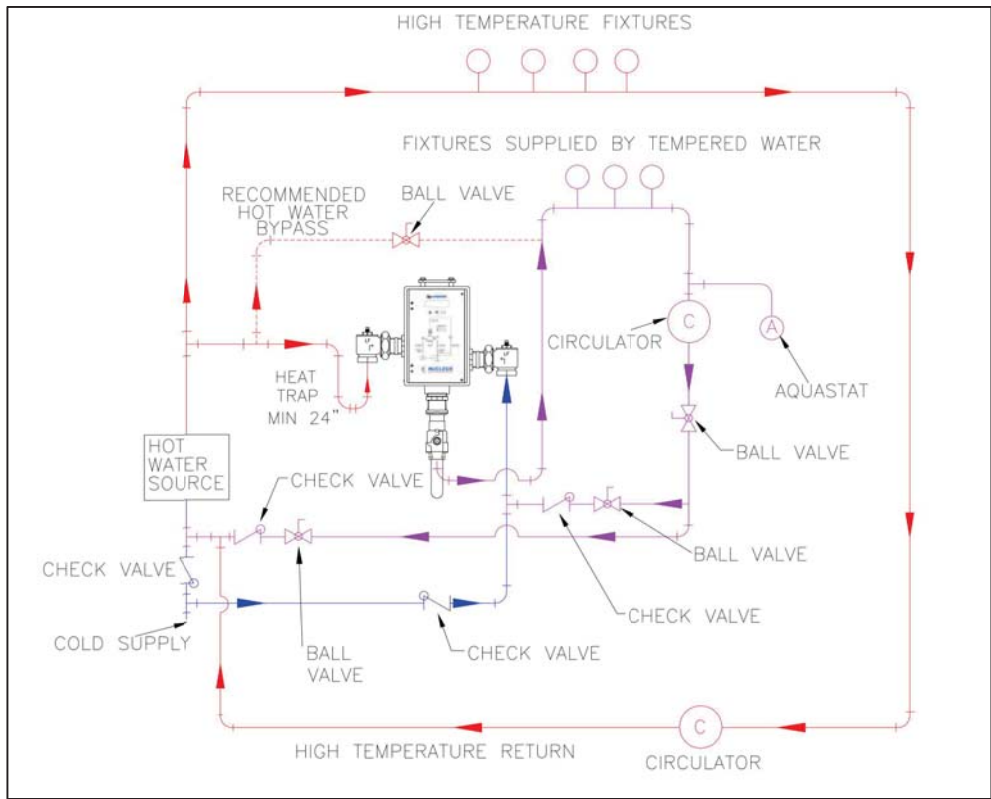 HIGH TEMPERATURE FIXTURES
FIXTURES SUPPLIED BY TEMPERED WATER
RECOMMENDED
HOT WATER
BYPASS
BALL VALVE
C
CIRCULATOR
A
AQUASTAT
HEAT
TRAP
MIN 24"
BALL VALVE
HOT
WATER
SOURCE
CHECK VALVE
BALL VALVE
CHECK VALVE
CHECK VALVE
COLD SUPPLY
BALL
VALVE
CHECK VALVE
C
HIGH TEMPERATURE RETURN
CIRCULATOR